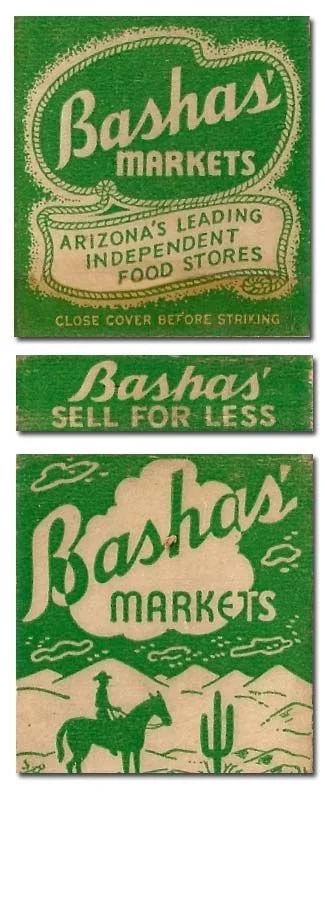 Bashas'
MARKETS
ARIZONA'S LEADING
INDEPENDENT
FOOD STORES
CLOSE COVER BEFORE STRIKING
Bashas'
SELL FOR LESS
Bashas'
MARKETS